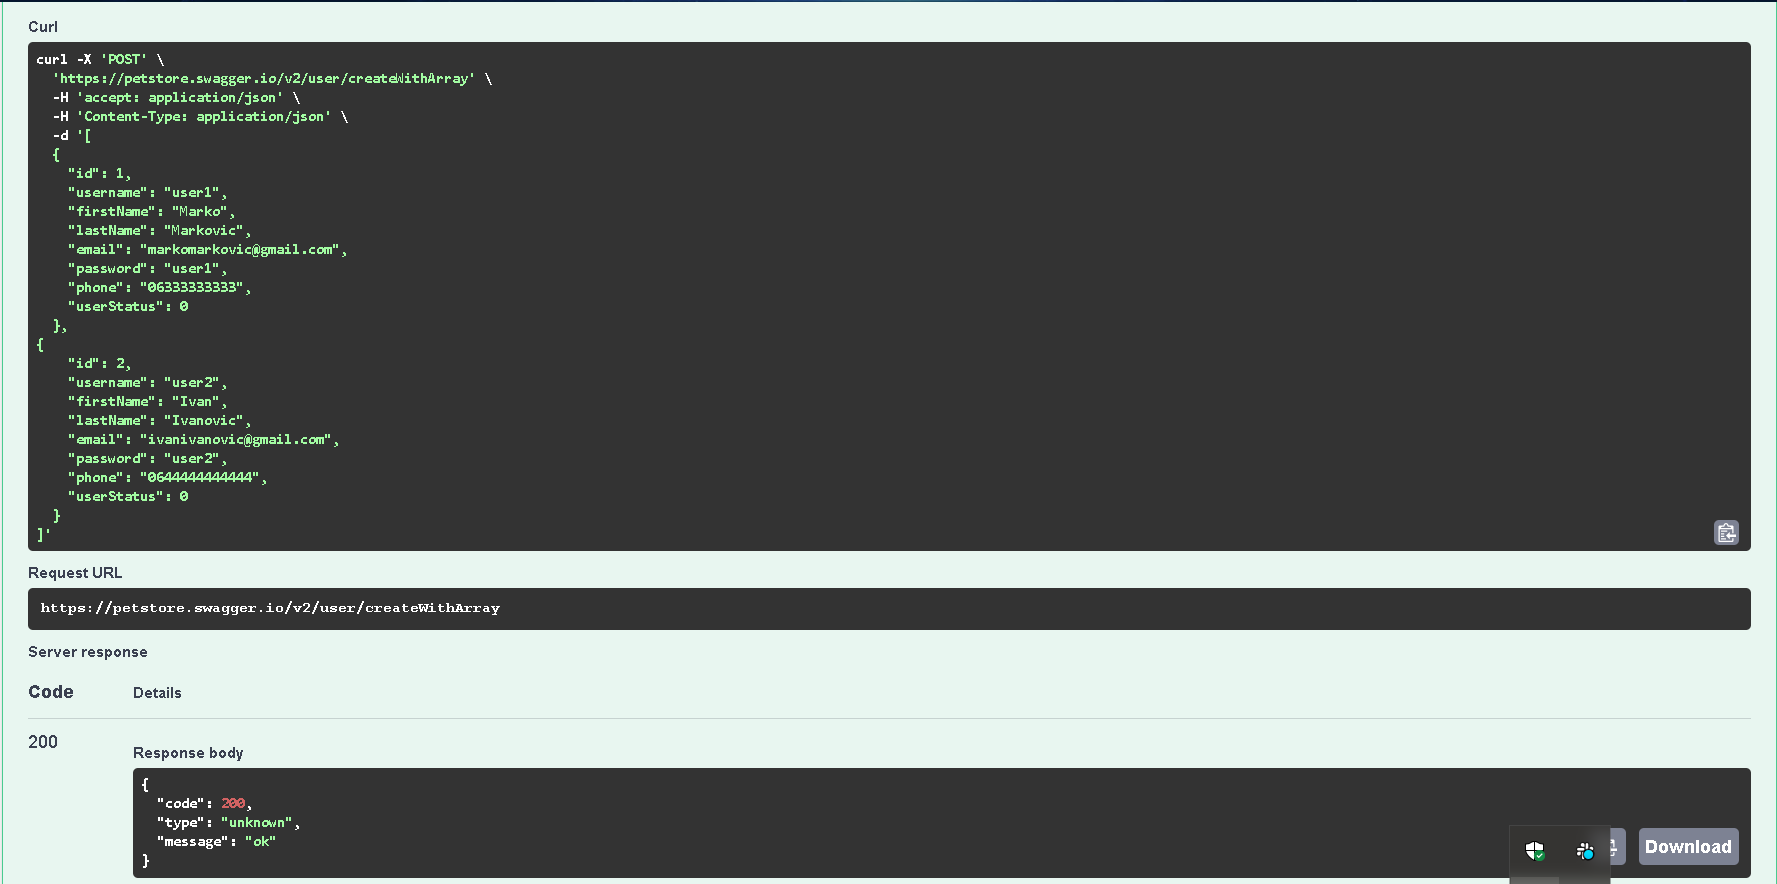 Curl
curl -X 'POST' \
  'https://petstore.swagger.io/v2/user/createWithArray' \
  -H 'accept: application/json' \
  -H 'Content-Type: application/json' \
  -d '[
  {
    "id": 1,
    "username": "user1",
    "firstName": "Marko",
    "lastName": "Markovic",
    "email": "markomarkovic@gmail.com",
    "password": "user1",
    "phone": "06333333333",
    "userStatus": 0
  },
{
    "id": 2,
    "username": "user2",
    "firstName": "Ivan",
    "lastName": "Ivanovic",
    "email": "ivanivanovic@gmail.com",
    "password": "user2",
    "phone": "0644444444444",
    "userStatus": 0
  }
]'
Request URL
https://petstore.swagger.io/v2/user/createWithArray
Server response
Code Details
200
Response body
{
  "code": 200,
  "type": "unknown",
  "message": "ok"
}
Download